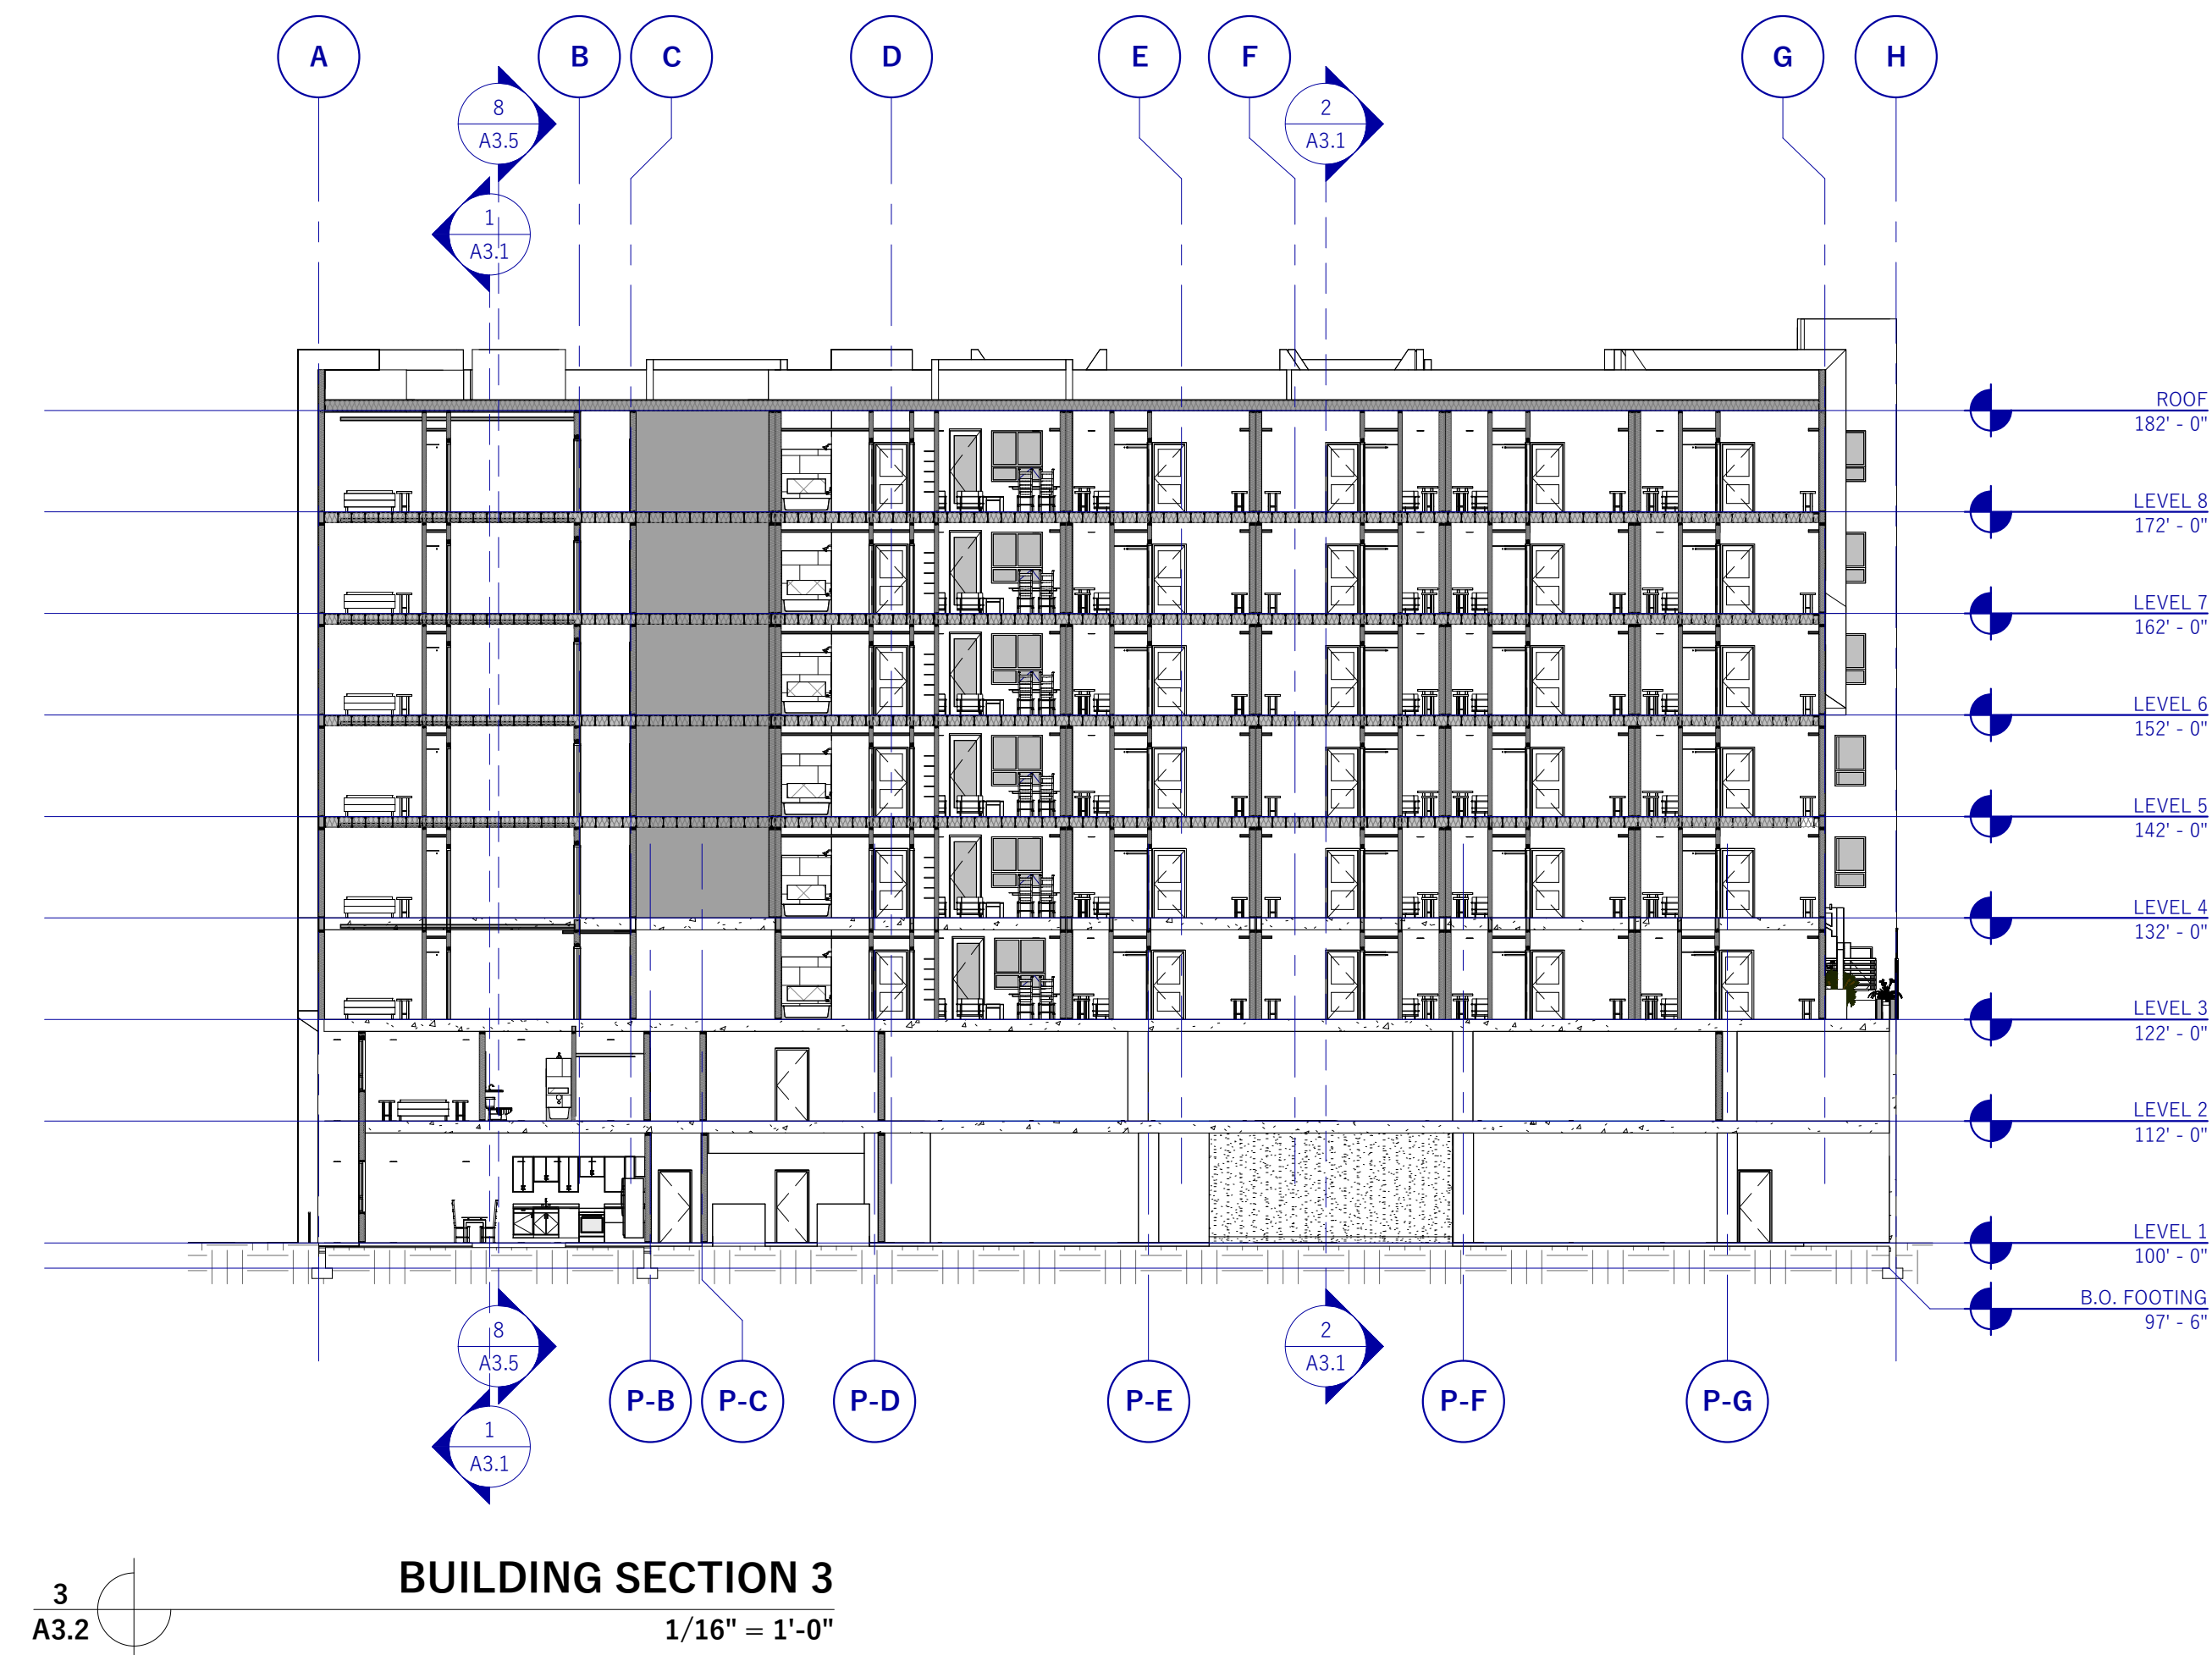 A
B
C
D
E
F
G
H
8
A3.5
2
A3.1
1
A3.1
ROOF
182' - 0"
LEVEL 8
172' - 0"
LEVEL 7
162' - 0"
LEVEL 6
152' - 0"
LEVEL 5
142' - 0"
LEVEL 4
132' - 0"
LEVEL 3
122' - 0"
LEVEL 2
112' - 0"
LEVEL 1
100' - 0"
B.O. FOOTING
97' - 6"
8
A3.5
2
A3.1
P-B
P-C
P-D
P-E
P-F
P-G
1
A3.1
BUILDING SECTION 3
3
A3.2
1/16" = 1'-0"